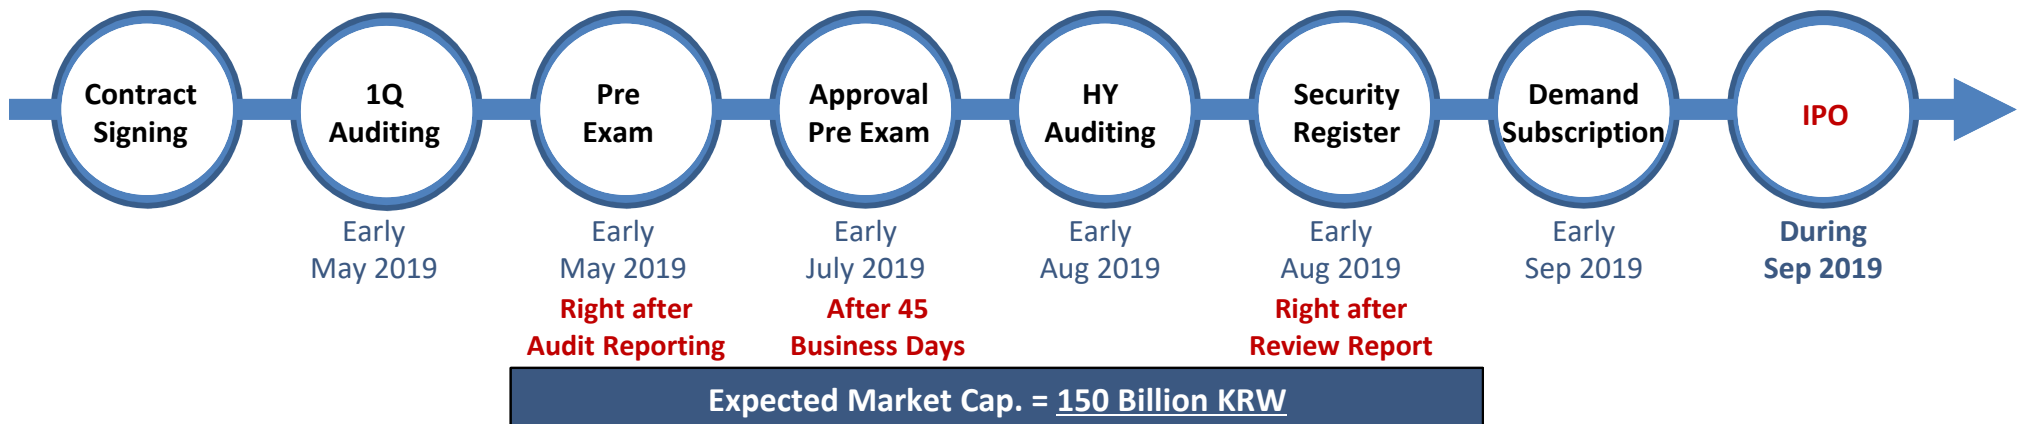 Contract
Signing
1Q
Auditing
Pre
Exam
Approval
Pre Exam
HY
Auditing
Security
Register
Demand
Subscription
IPO
Early
May 2019
Early
May 2019
Early
July 2019
Early
Aug 2019
Early
Aug 2019
Early
Sep 2019
During
Sep 2019
Right after
Audit Reporting
After 45
Business Days
Right after
Review Report
Expected Market Cap. = 150 Billion KRW